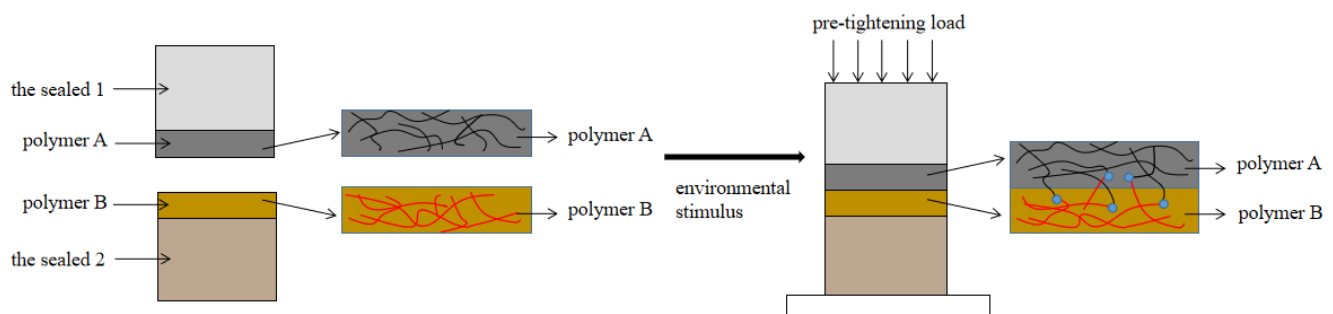 pre-tightening load
the sealed 1
polymer A
polymer A
polymer B
polymer B
the sealed 2
environmental
stimulus
polymer A
polymer B